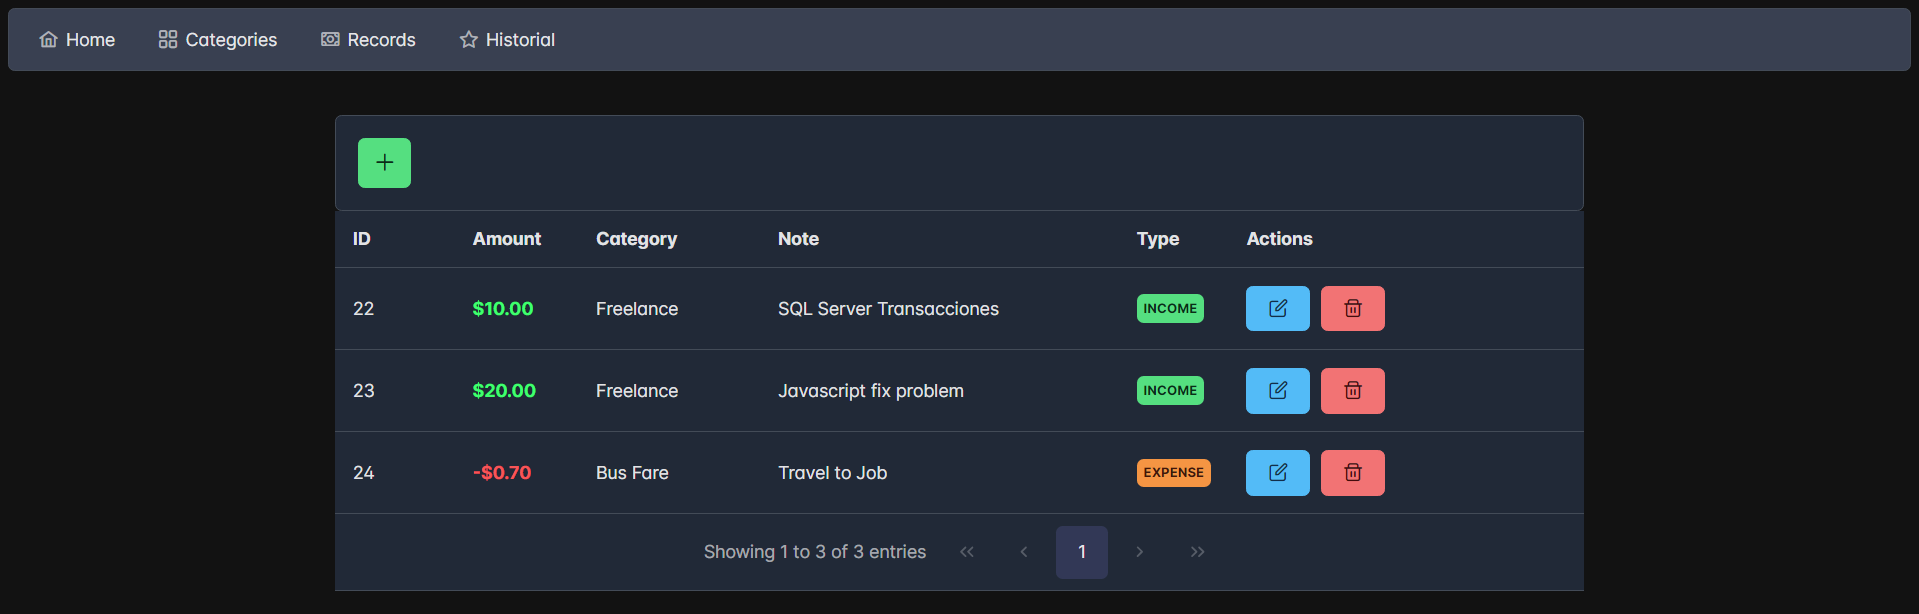 Home Categories Records Historial
ID Amount Category Note Type Actions
22 $10.00 Freelance SQL Server Transacciones INCOME
23 $20.00 Freelance Javascript fix problem INCOME
24 -$0.70 Bus Fare Travel to Job EXPENSE
Showing 1 to 3 of 3 entries 1